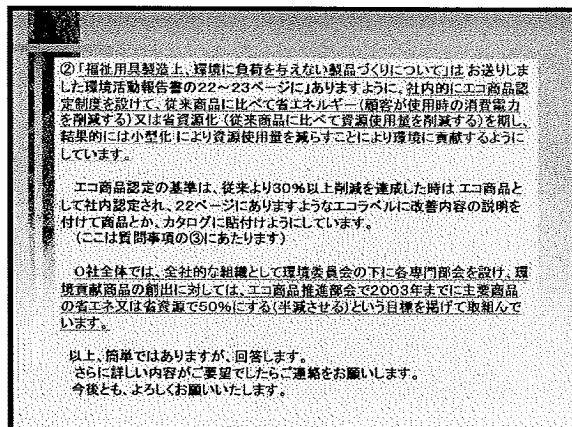 ②「福祉用具製造上、環境に負荷を与えない製品づくりについて」は お送りしま
した環境活動報告書の22～23ページに」ありますように、社内的にエコ商品認
定制度を設けて、従来商品に比べて省エネルギー(顧客が使用時の消費電力
を削減する)又は省資源化(従来商品に比べて資源使用量を削減する)を期し、
結果的には小型化により資源使用量を減らすことにより環境に貢献するように
しています。
エコ商品認定の基準は、従来より30%以上削減を達成した時は エコ商品と
して社内認定され、22ページにありますようなエコラベルに改善内容の説明を
付けて商品とか、カタログに貼付けようにしています。
(ここは質問事項の③にあたります)
O社全体では、全社的な組織として環境委員会の下に各専門部会を設け、環
境貢献商品の創出に対しては、エコ商品推進部会で2003年までに主要商品
の省エネ又は省資源で50%にする(半減させる)という目標を掲げて取組んで
います。
以上、簡単ではありますが、回答します。
さらに詳しい内容がご要望でしたらご連絡をお願いします。
今後とも、よろしくお願いいたします。